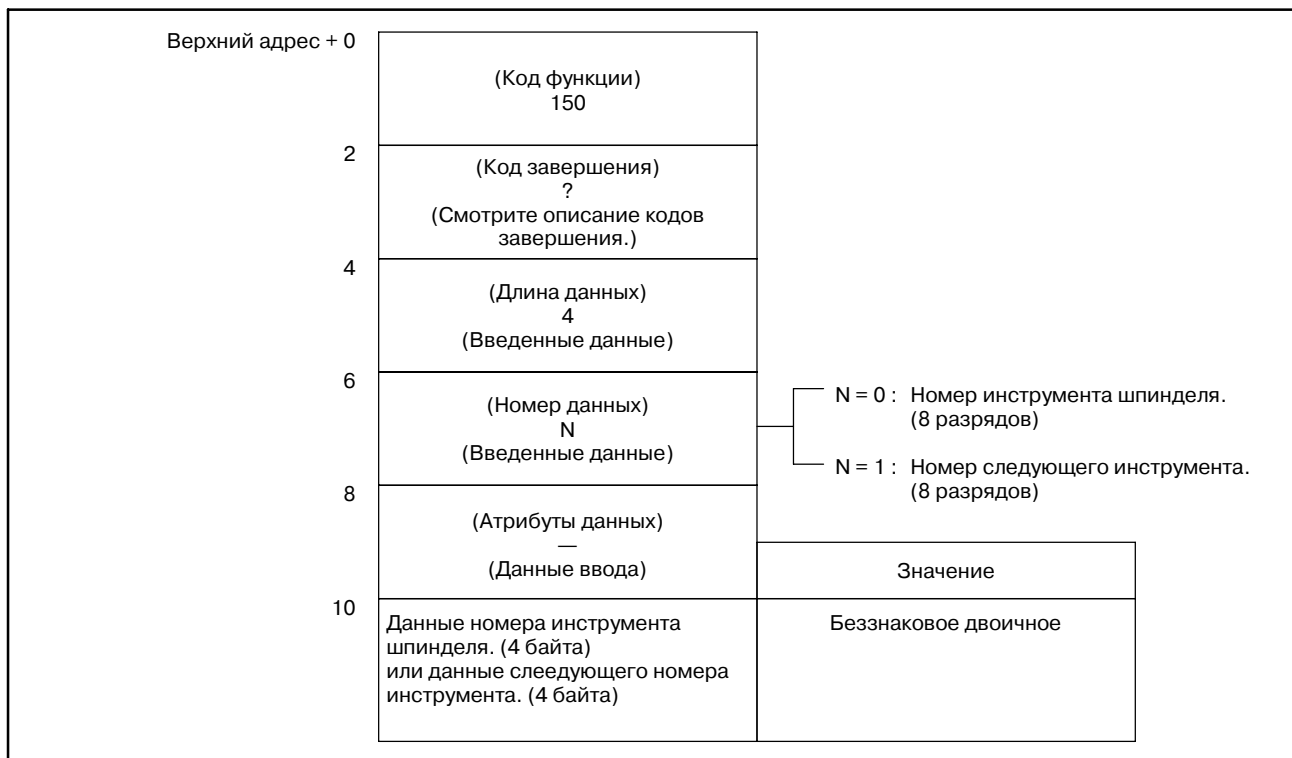 Верхний адрес + 0
(Код функции)
150
2
(Код завершения)
?
(Смотрите описание кодов
завершения.)
4
(Длина данных)
4
(Введенные данные)
6
(Номер данных)
N
(Введенные данные)
N = 0 : Номер инструмента шпинделя.
(8 разрядов)
N = 1 : Номер следующего инструмента.
(8 разрядов)
8
(Атрибуты данных)
—
(Данные ввода)
Значение
10
Данные номера инструмента
шпинделя. (4 байта)
или данные слеедующего номера
инструмента. (4 байта)
Беззнаковое двоичное